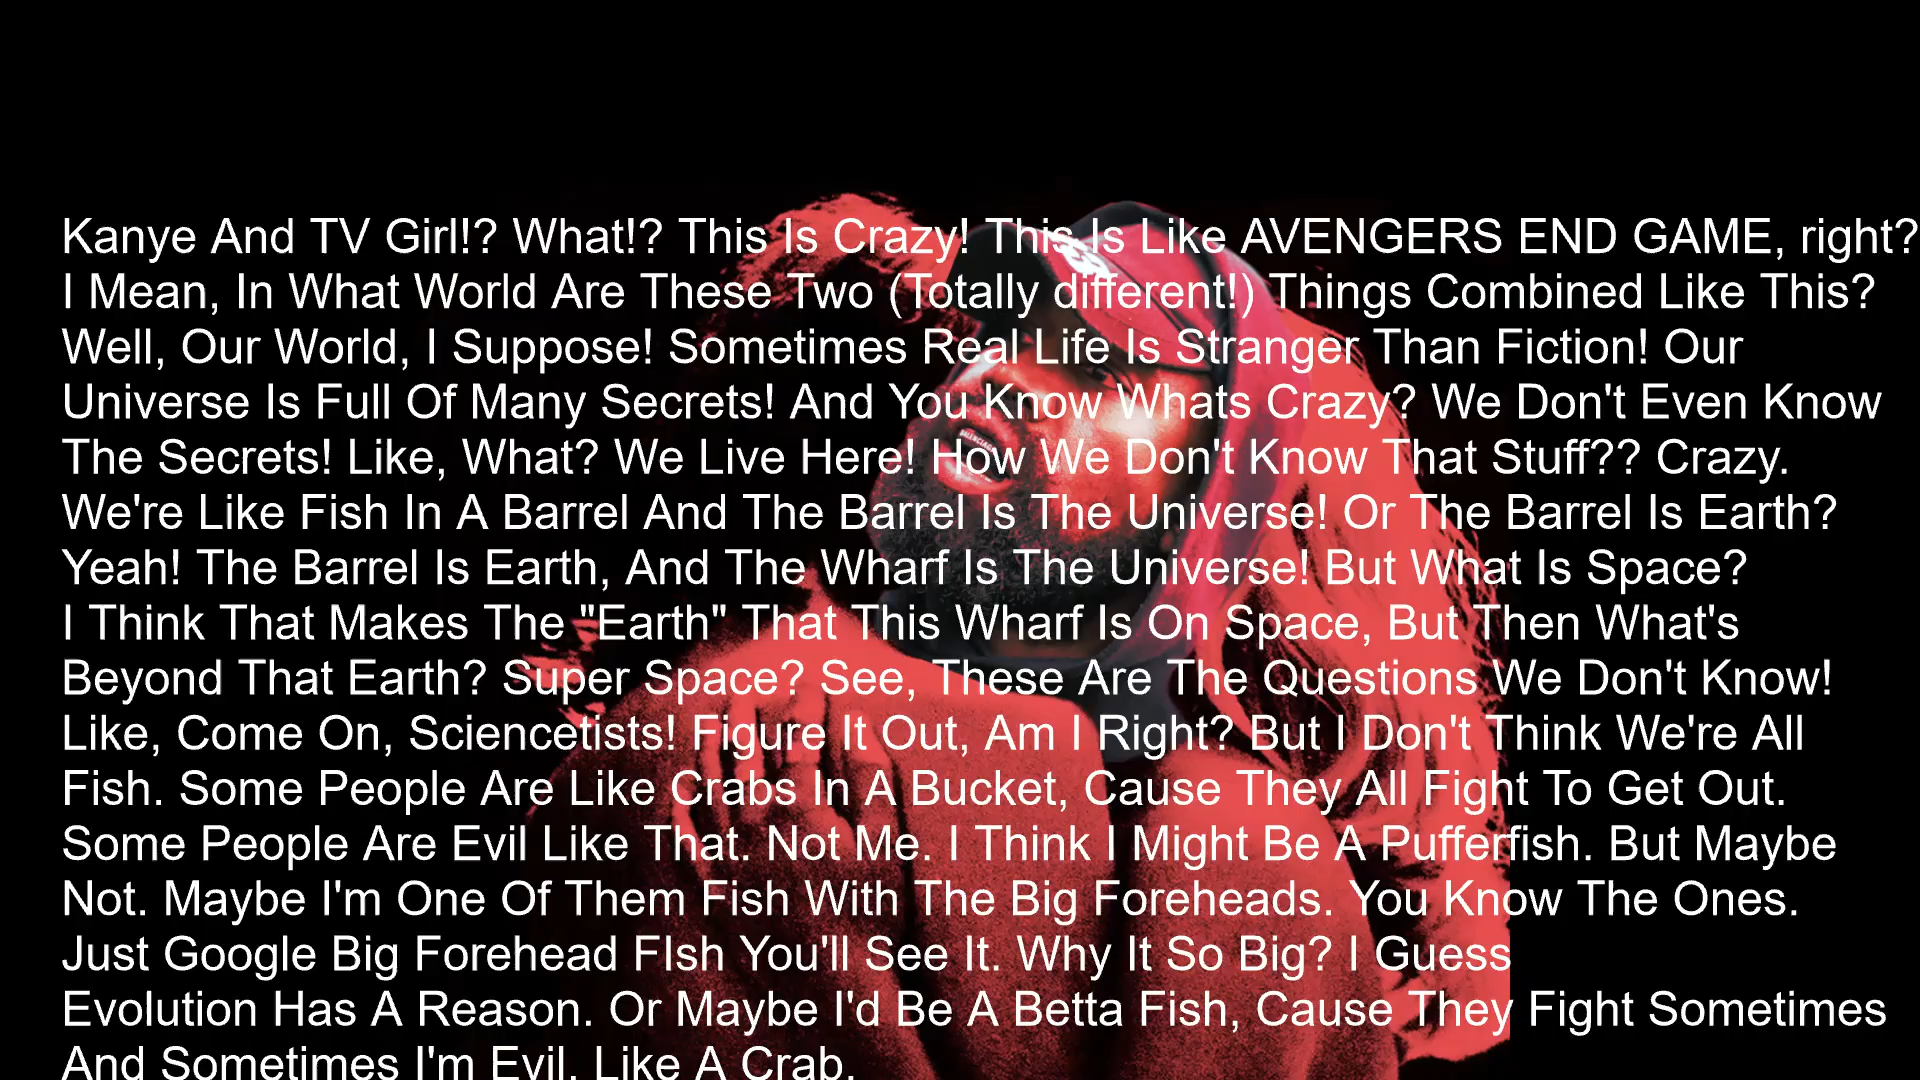 Kanye And TV Girl!? What!? This Is Crazy! This Is Like AVENGERS END GAME, right?
I Mean, In What World Are These Two (Totally different!) Things Combined Like This?
Well, Our World, I Suppose! Sometimes Real Life Is Stranger Than Fiction! Our
Universe Is Full Of Many Secrets! And You Know Whats Crazy? We Don't Even Know
The Secrets! Like, What? We Live Here! How We Don't Know That Stuff?? Crazy.
We're Like Fish In A Barrel And The Barrel Is The Universe! Or The Barrel Is Earth?
Yeah! The Barrel Is Earth, And The Wharf Is The Universe! But What Is Space?
I Think That Makes The "Earth" That This Wharf Is On Space, But Then What's
Beyond That Earth? Super Space? See, These Are The Questions We Don't Know!
Like, Come On, Sciencetists! Figure It Out, Am I Right? But I Don't Think We're All
Fish. Some People Are Like Crabs In A Bucket, Cause They All Fight To Get Out.
Some People Are Evil Like That. Not Me. I Think I Might Be A Pufferfish. But Maybe
Not. Maybe I'm One Of Them Fish With The Big Foreheads. You Know The Ones.
Just Google Big Forehead FIsh You'll See It. Why It So Big? I Guess
Evolution Has A Reason. Or Maybe I'd Be A Betta Fish, Cause They Fight Sometimes
And Sometimes I'm Evil. Like A Crab.
BALENCIAGA